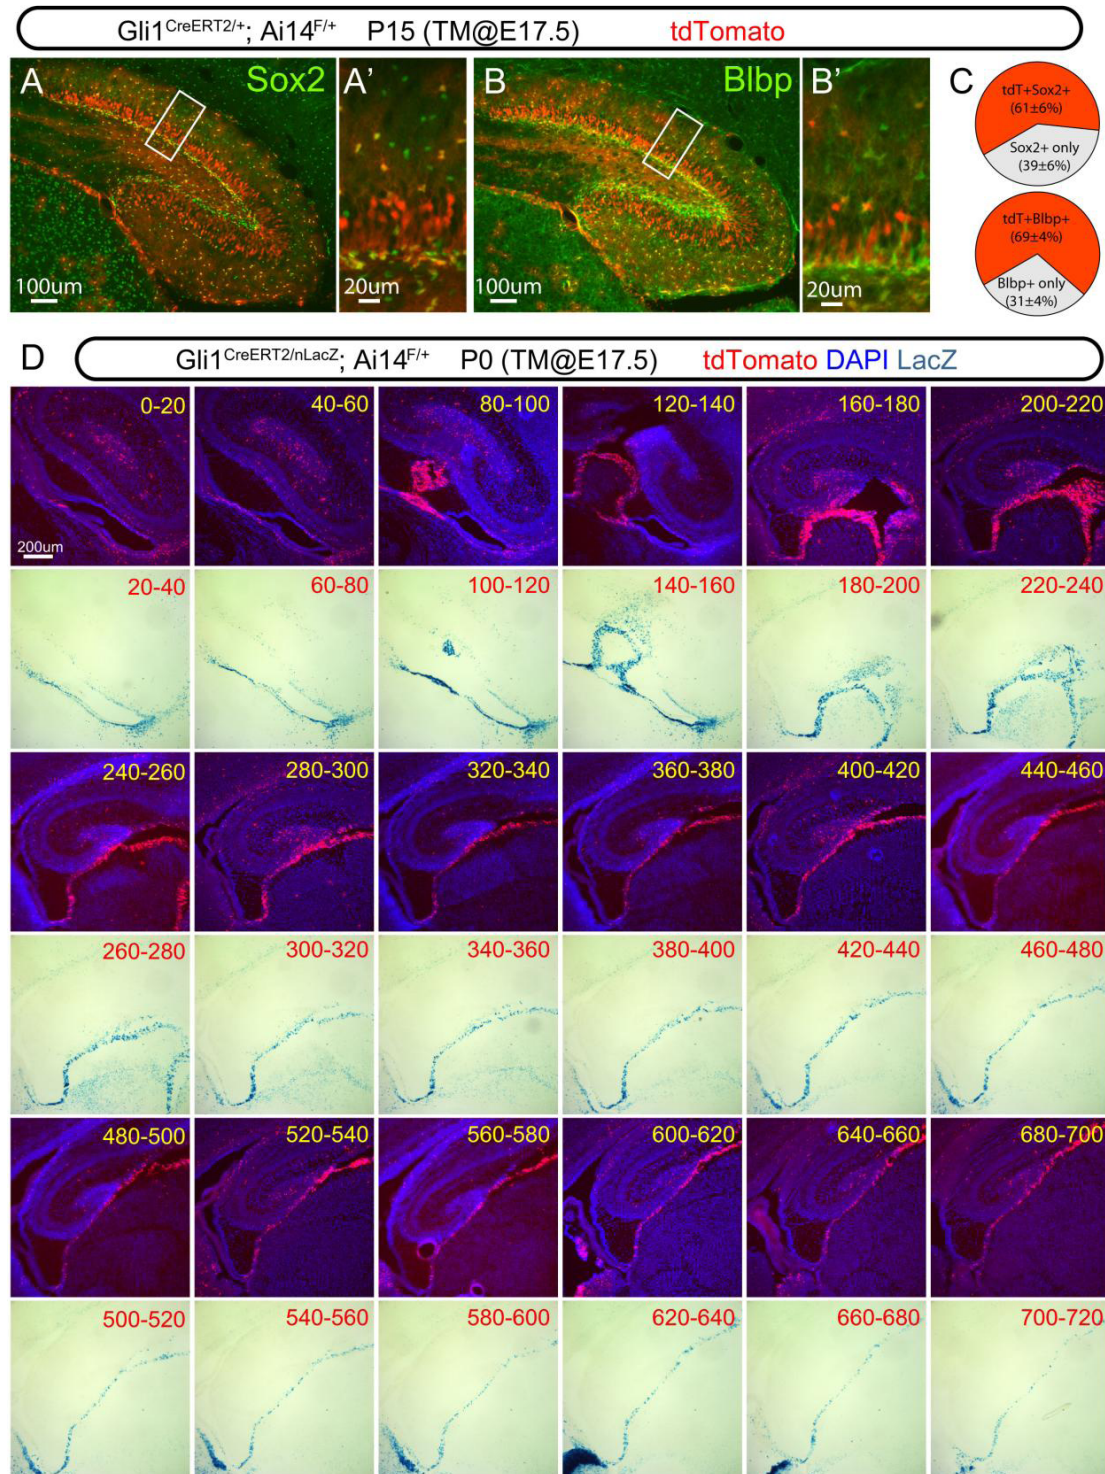 Gli1CreERT2/+; Ai14F/+ P15 (TM@E17.5) tdTomato
A Sox2 A' B Blbp B' C
tdT+Sox2+
(61±6%)
Sox2+ only
(39±6%)
tdT+Blbp+
(69±4%)
Blbp+ only
(31±4%)
100um 20um 100um 20um
D Gli1CreERT2/nLacZ; Ai14F/+ P0 (TM@E17.5) tdTomato DAPI LacZ
0-20 40-60 80-100 120-140 160-180 200-220
200um
20-40 60-80 100-120 140-160 180-200 220-240
240-260 280-300 320-340 360-380 400-420 440-460
260-280 300-320 340-360 380-400 420-440 460-480
480-500 520-540 560-580 600-620 640-660 680-700
500-520 540-560 580-600 620-640 660-680 700-720